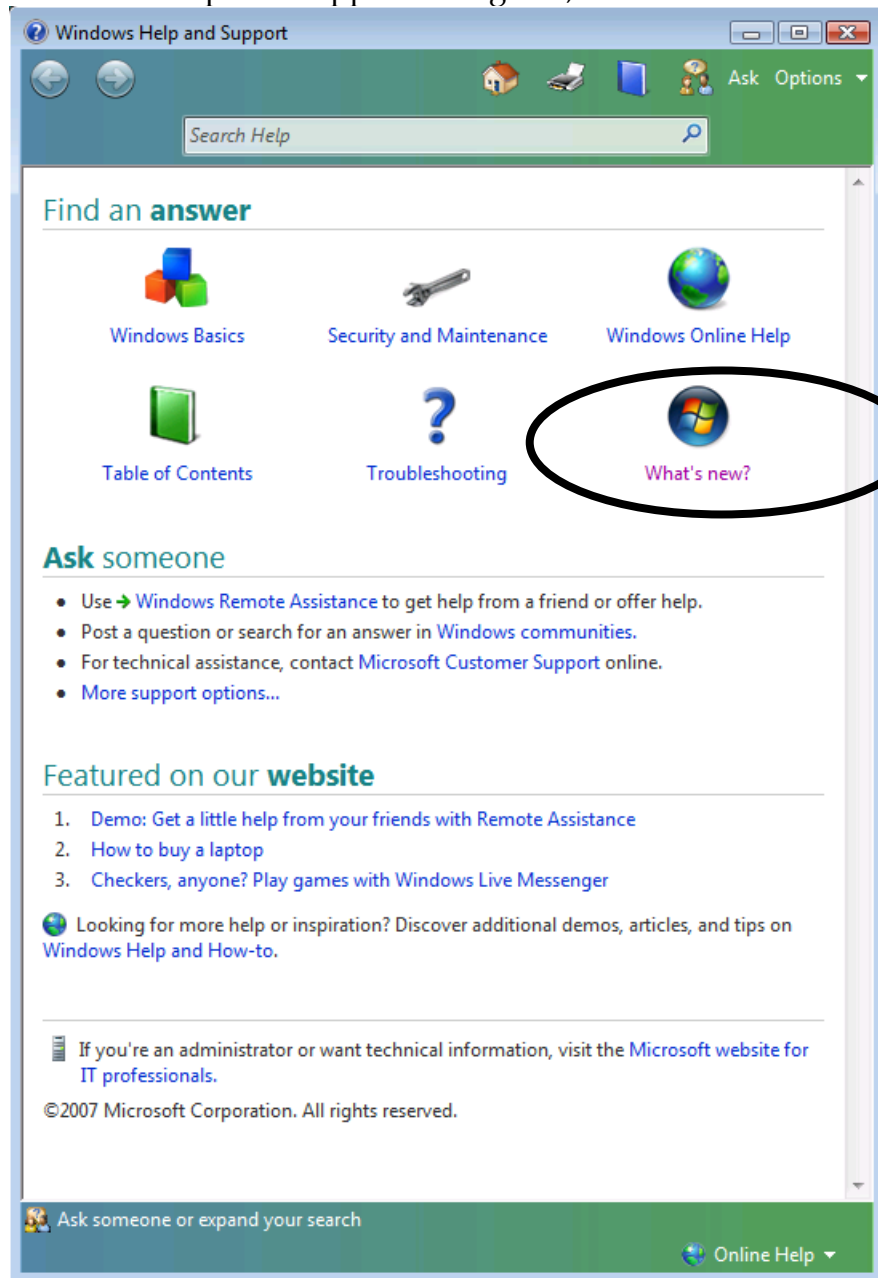 Windows Help and Support
Ask Options
Search Help
Find an answer
Windows Basics Security and Maintenance Windows Online Help
Table of Contents Troubleshooting What's new?
Ask someone
• Use Windows Remote Assistance to get help from a friend or offer help.
• Post a question or search for an answer in Windows communities.
• For technical assistance, contact Microsoft Customer Support online.
• More support options...
Featured on our website
1. Demo: Get a little help from your friends with Remote Assistance
2. How to buy a laptop
3. Checkers, anyone? Play games with Windows Live Messenger
Looking for more help or inspiration? Discover additional demos, articles, and tips on
Windows Help and How-to.
If you're an administrator or want technical information, visit the Microsoft website for
IT professionals.
©2007 Microsoft Corporation. All rights reserved.
Ask someone or expand your search
Online Help